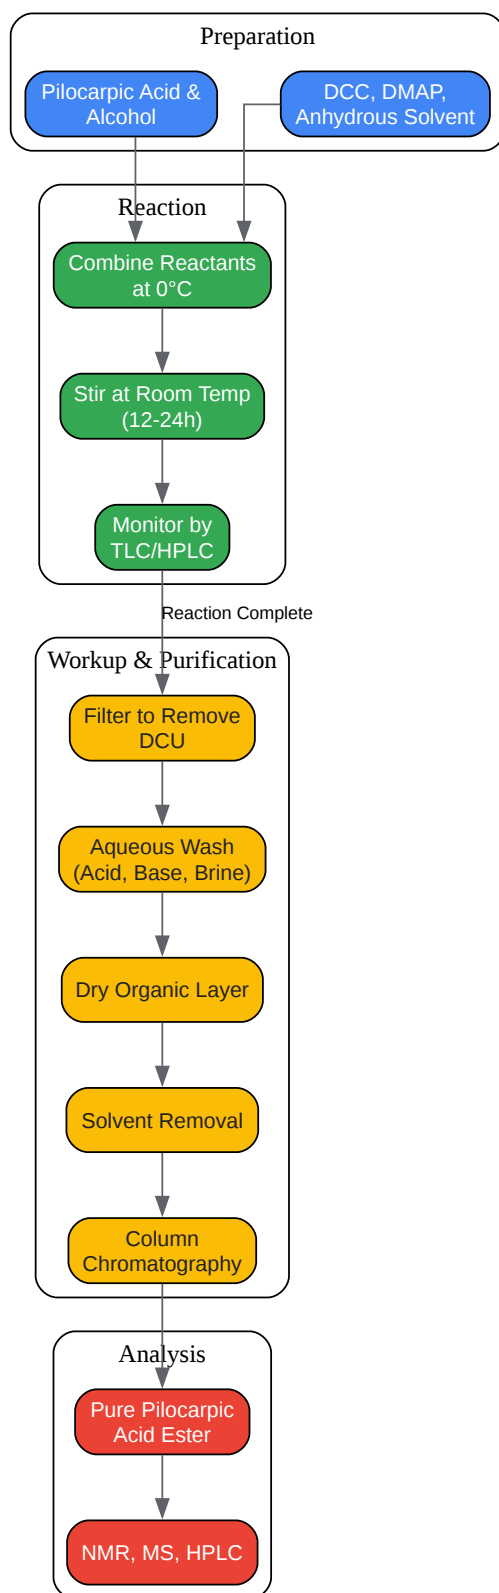 Preparation
Pilocarpic Acid &
Alcohol
DCC, DMAP,
Anhydrous Solvent
Reaction
Combine Reactants
at 0°C
Stir at Room Temp
(12-24h)
Monitor by
TLC/HPLC
Reaction Complete
Workup & Purification
Filter to Remove
DCU
Aqueous Wash
(Acid, Base, Brine)
Dry Organic Layer
Solvent Removal
Column
Chromatography
Analysis
Pure Pilocarpic
Acid Ester
NMR, MS, HPLC